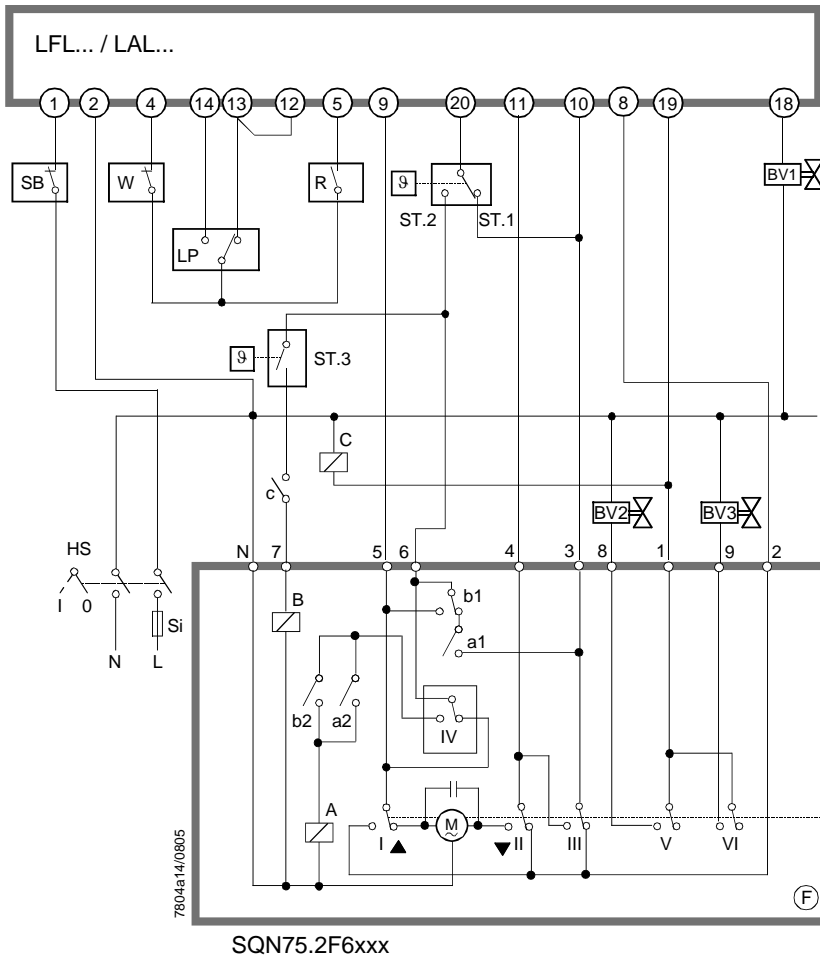 LFL... / LAL...
1 2 4 14 13 12 5 9 20 11 10 8 19 18
SB W R ϑ BV1
ST.2 ST.1
LP
ϑ ST.3
C
c BV2 BV3
HS N 7 5 6 4 3 8 1 9 2
I 0 Si B b1
N L a1
b2 a2 IV
A
I M II III V VI
7804a14/0805
F
SQN75.2F6xxx